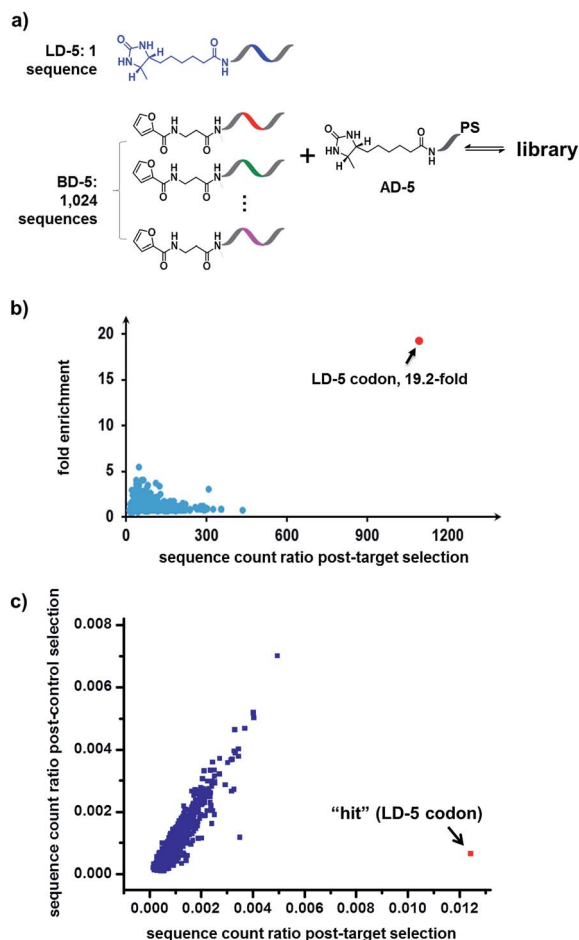 a)
LD-5: 1
sequence
O
HN
NH
H
H
O
N
H
BD-5:
1,024
sequences
O
O
H
N
O
N
H
O
O
H
N
O
N
H
⋮
O
O
H
N
O
N
H
+
O
HN
NH
H
H
O
N
H
PS
AD-5
library
b)
fold enrichment
20
15
10
5
0
0
300
600
900
1200
LD-5 codon, 19.2-fold
sequence count ratio post-target selection
c)
sequence count ratio post-control selection
0.008
0.006
0.004
0.002
0.000
0.000
0.002
0.004
0.006
0.008
0.010
0.012
“hit” (LD-5 codon)
sequence count ratio post-target selection